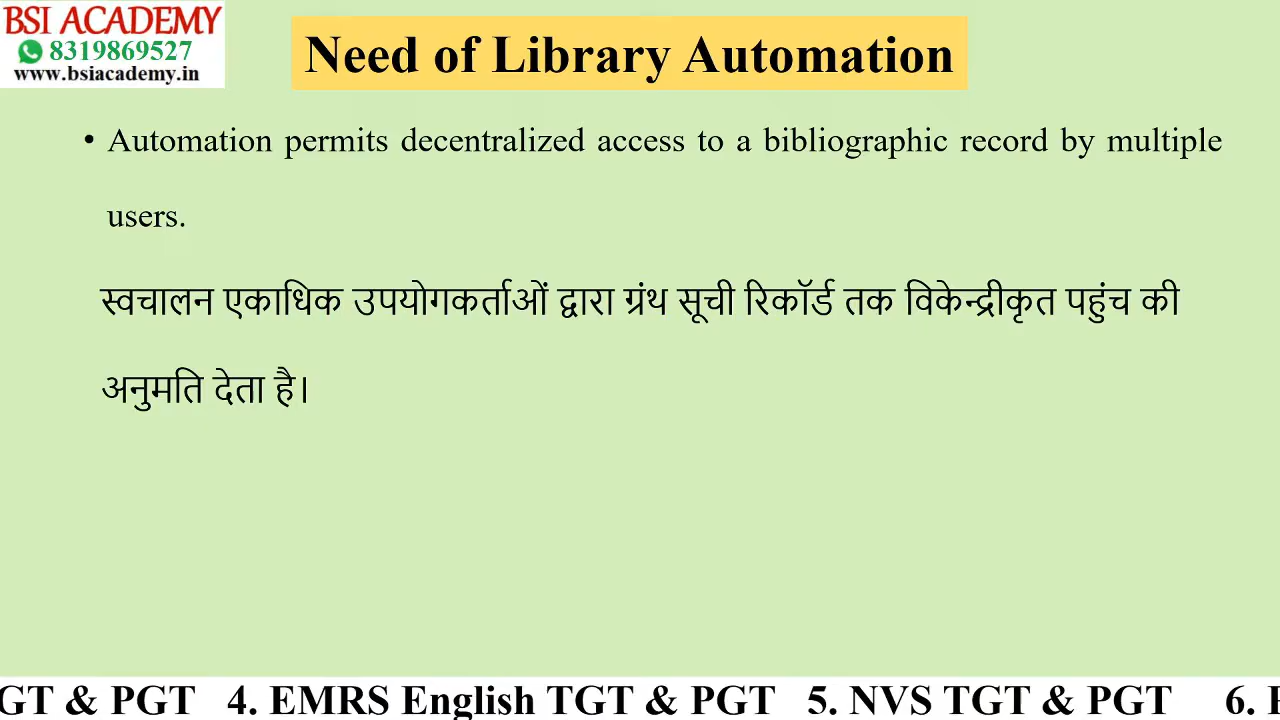 BSI ACADEMY
8319869527
www.bsiacademy.in
Need of Library Automation
• Automation permits decentralized access to a bibliographic record by multiple
users.
स्वचालन एकाधिक उपयोगकर्ताओं द्वारा ग्रंथ सूची रिकॉर्ड तक विकेन्द्रीकृत पहुंच की
अनुमति देता है।
GT & PGT 4. EMRS English TGT & PGT 5. NVS TGT & PGT 6.